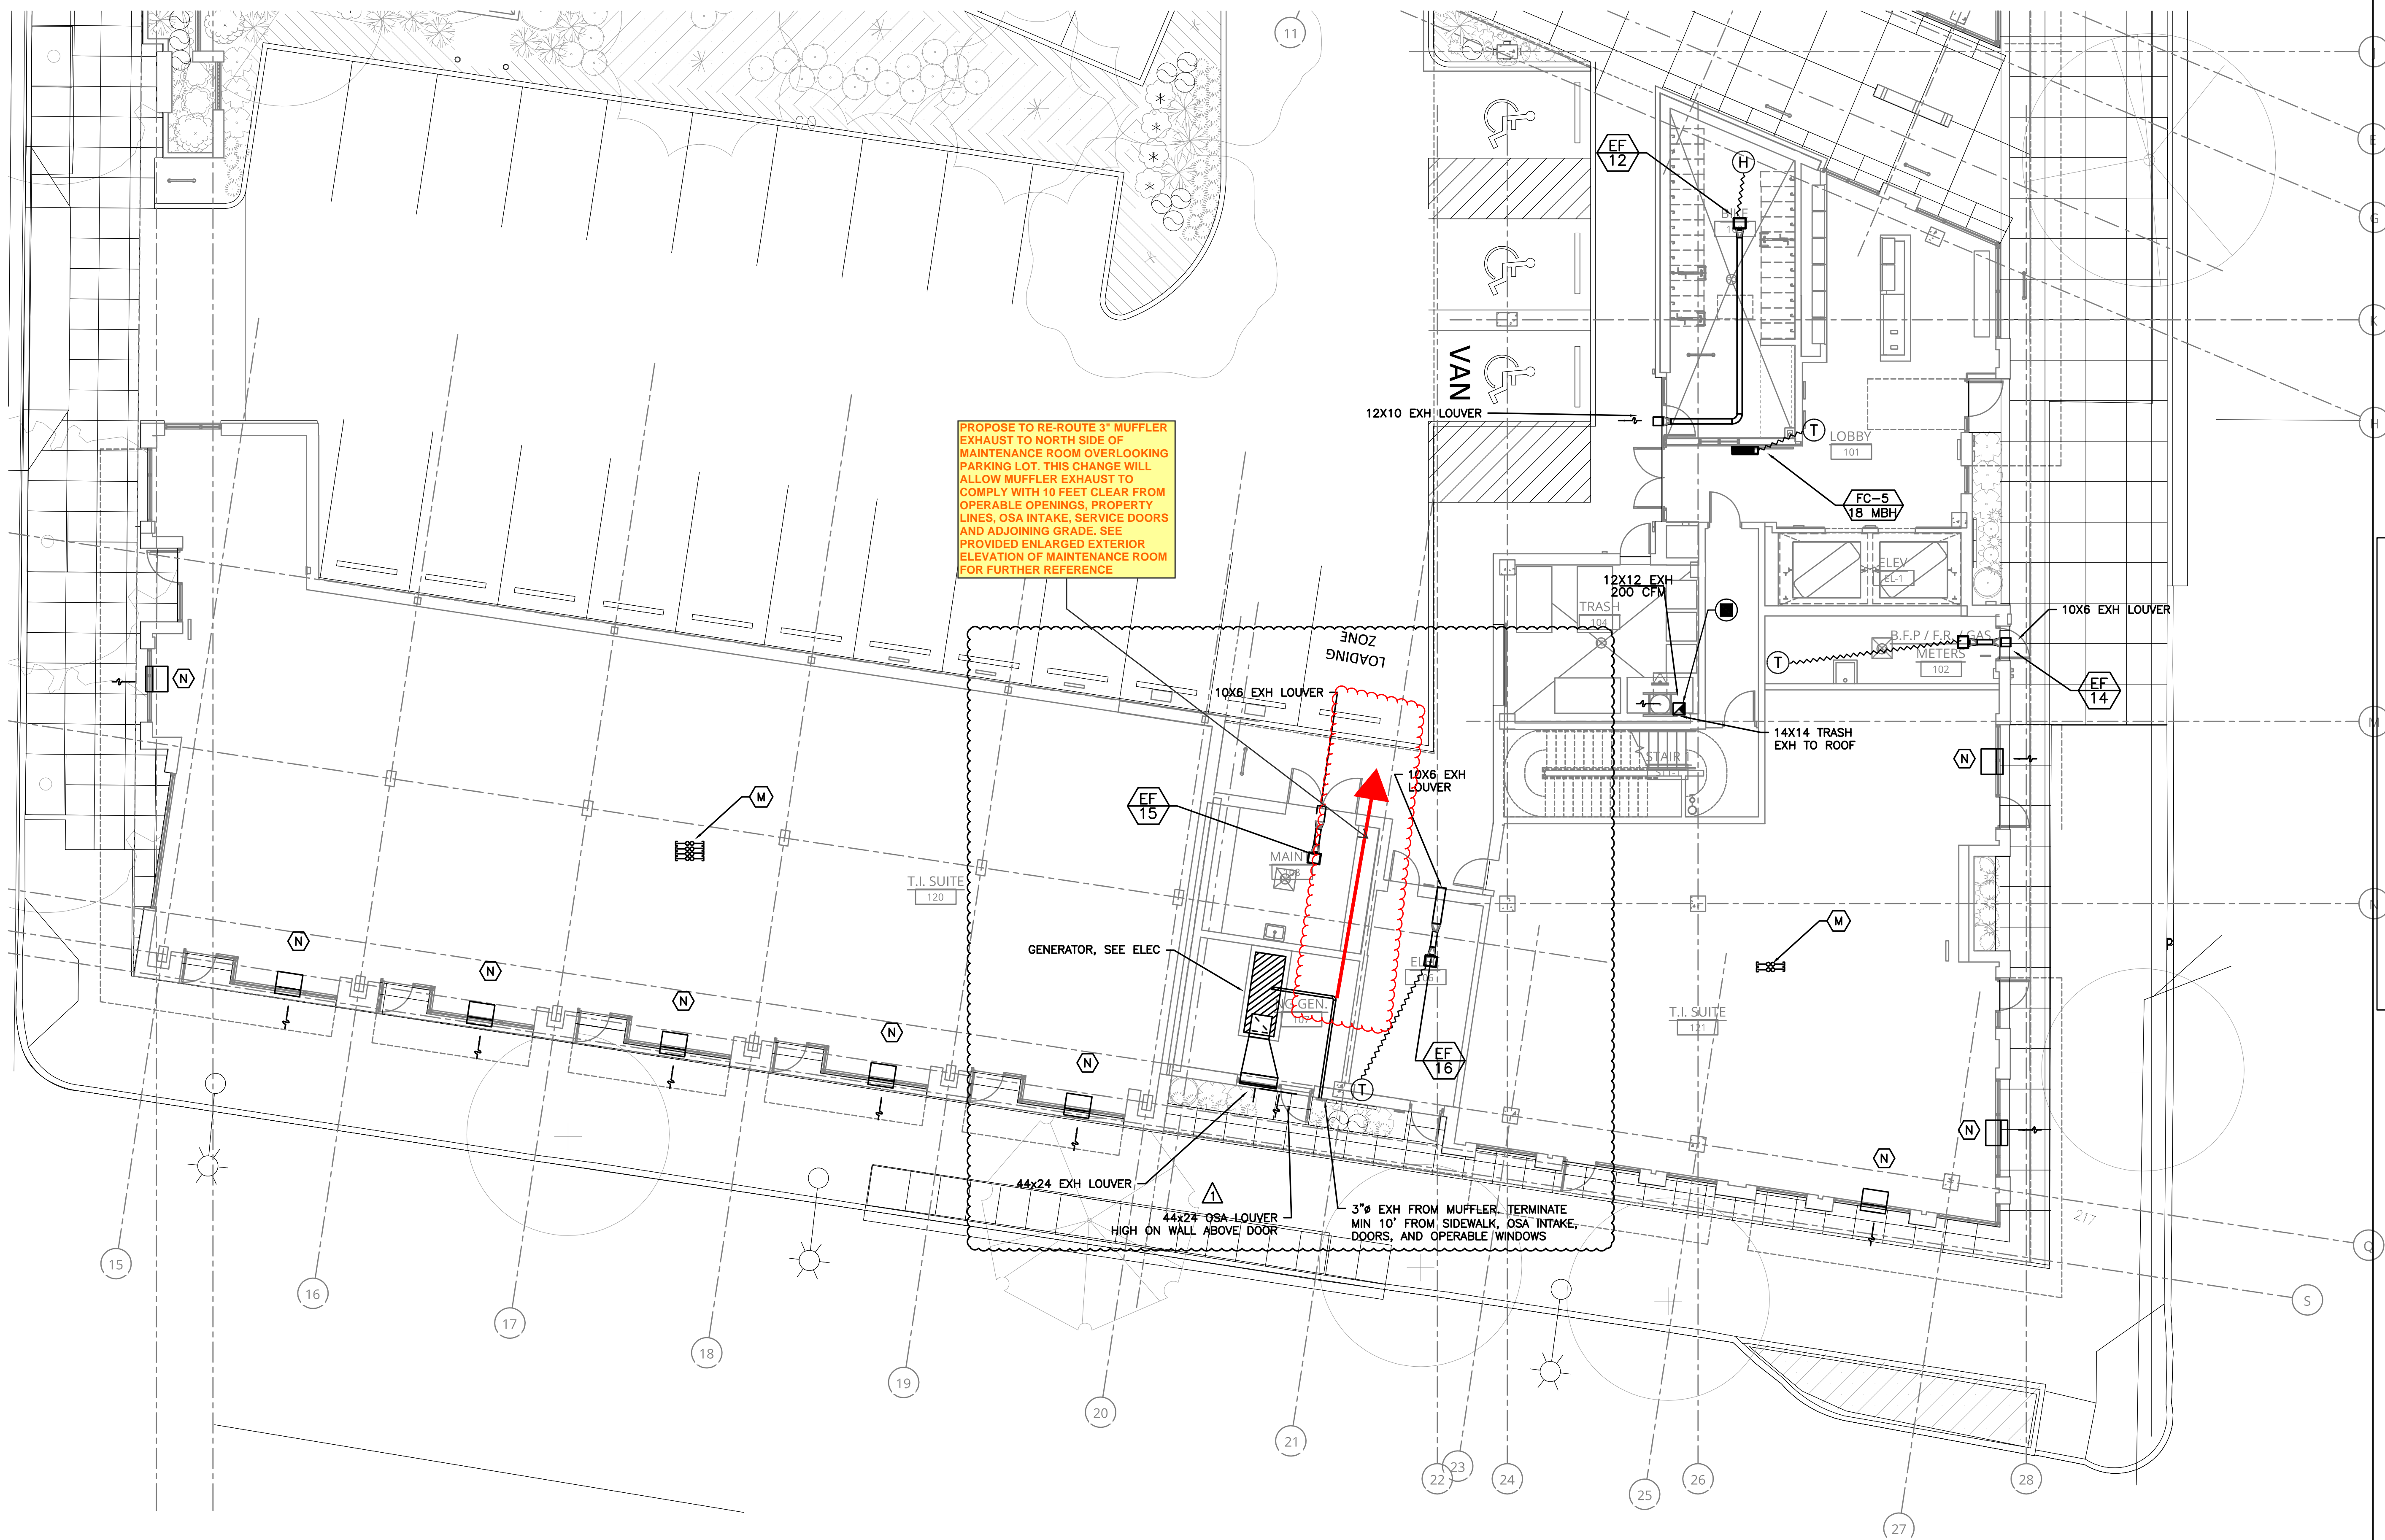 11
J
E
G
K
H
M
N
Q
S
CO
EF
12
H
BIKE
VAN
12X10 EXH LOUVER
T
LOBBY
101
FC-5
18 MBH
PROPOSE TO RE-ROUTE 3" MUFFLER
EXHAUST TO NORTH SIDE OF
MAINTENANCE ROOM OVERLOOKING
PARKING LOT. THIS CHANGE WILL
ALLOW MUFFLER EXHAUST TO
COMPLY WITH 10 FEET CLEAR FROM
OPERABLE OPENINGS, PROPERTY
LINES, OSA INTAKE, SERVICE DOORS
AND ADJOINING GRADE. SEE
PROVIDED ENLARGED EXTERIOR
ELEVATION OF MAINTENANCE ROOM
FOR FURTHER REFERENCE
ELEV
EL-1
12X12 EXH
200 CFM
TRASH
104
10X6 EXH LOUVER
B.F.P / F.R. / GAS
METERS
102
T
EF
14
LOADING
ZONE
10X6 EXH LOUVER
14X14 TRASH
EXH TO ROOF
STAIR
ST1-1
N
N
10X6 EXH
LOUVER
EF
15
M
MAIN
T.I. SUITE
120
M
N
N
N
N
N
GENERATOR, SEE ELEC
T.I. SUITE
121
107
EF
16
T
N
N
44x24 EXH LOUVER
1
44x24 OSA LOUVER
HIGH ON WALL ABOVE DOOR
3"ø EXH FROM MUFFLER. TERMINATE
MIN 10' FROM SIDEWALK, OSA INTAKE,
DOORS, AND OPERABLE WINDOWS
217
15
16
17
18
19
20
21
22
23
24
25
26
27
28